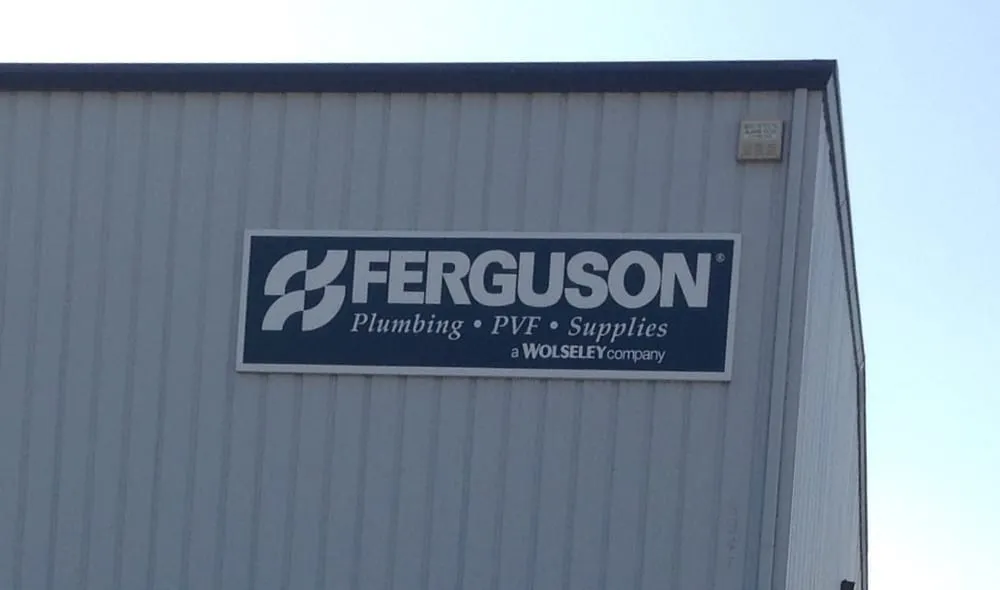 FERGUSON®
Plumbing • PVF • Supplies
a WOLSELEY company